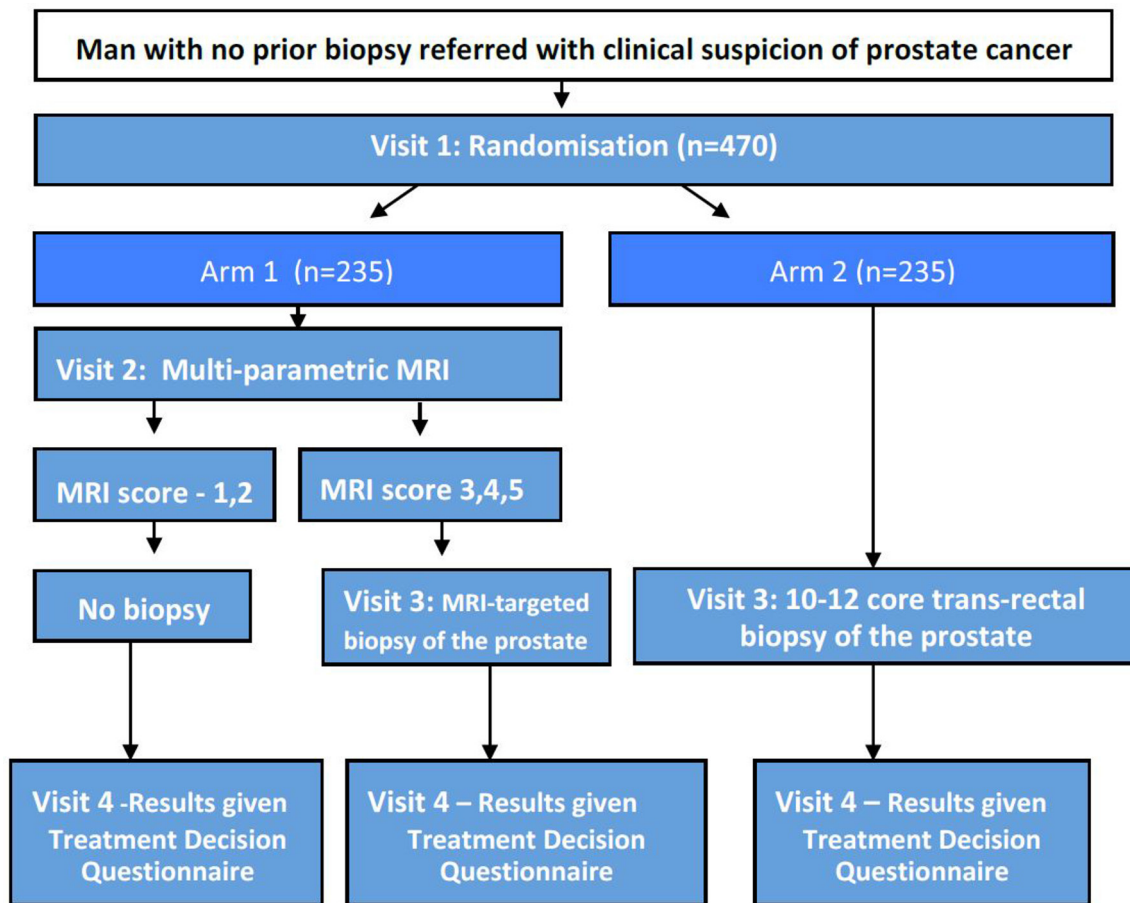 Man with no prior biopsy referred with clinical suspicion of prostate cancer
Visit 1: Randomisation (n=470)
Arm 1 (n=235)
Arm 2 (n=235)
Visit 2: Multi-parametric MRI
MRI score - 1,2
MRI score 3,4,5
No biopsy
Visit 3: MRI-targeted
biopsy of the prostate
Visit 3: 10-12 core trans-rectal
biopsy of the prostate
Visit 4 -Results given
Treatment Decision
Questionnaire
Visit 4 – Results given
Treatment Decision
Questionnaire
Visit 4 – Results given
Treatment Decision
Questionnaire